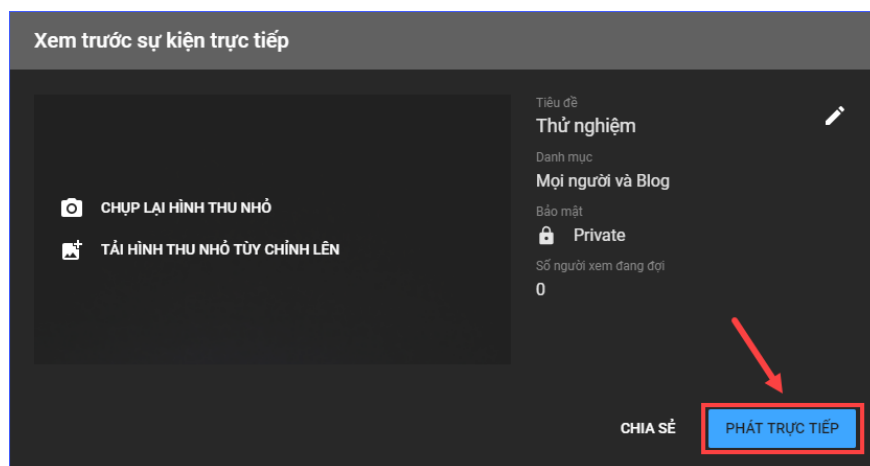 Xem trước sự kiện trực tiếp
Tiêu đề
Thử nghiệm
Danh mục
Mọi người và Blog
Bảo mật
Private
Số người xem đang đợi
0
CHỤP LẠI HÌNH THU NHỎ
TẢI HÌNH THU NHỎ TÙY CHỈNH LÊN
CHIA SẺ
PHÁT TRỰC TIẾP